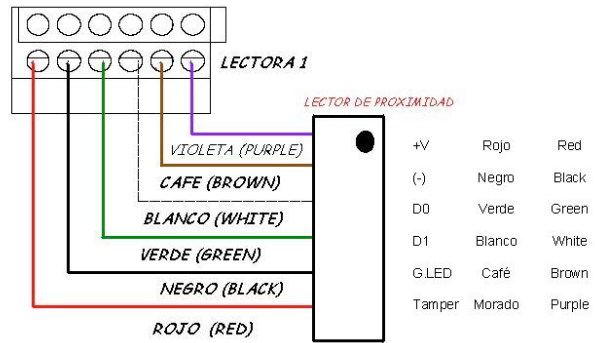 LECTORA 1
LECTOR DE PROXIMIDAD
VIOLETA (PURPLE)
CAFE (BROWN)
BLANCO (WHITE)
VERDE (GREEN)
NEGRO (BLACK)
ROJO (RED)
+V Rojo Red
(-) Negro Black
D0 Verde Green
D1 Blanco White
G.LED Café Brown
Tamper Morado Purple